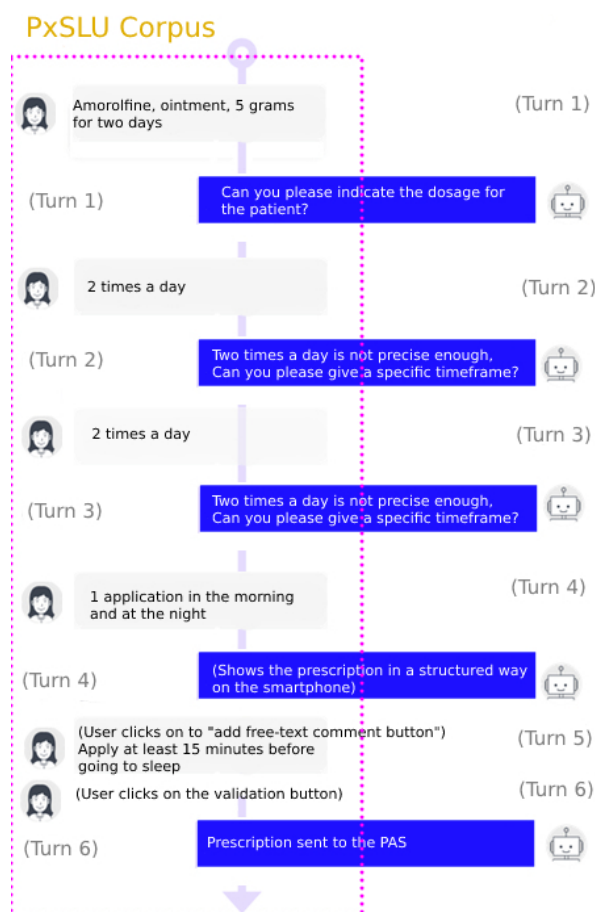 PxSLU Corpus
Amorolfine, ointment, 5 grams
for two days
(Turn 1)
(Turn 1)
Can you please indicate the dosage for
the patient?
2 times a day
(Turn 2)
(Turn 2)
Two times a day is not precise enough,
Can you please give a specific timeframe?
2 times a day
(Turn 3)
(Turn 3)
Two times a day is not precise enough,
Can you please give a specific timeframe?
1 application in the morning
and at the night
(Turn 4)
(Turn 4)
(Shows the prescription in a structured way
on the smartphone)
(User clicks on to "add free-text comment button")
Apply at least 15 minutes before
going to sleep
(Turn 5)
(User clicks on the validation button)
(Turn 6)
(Turn 6)
Prescription sent to the PAS